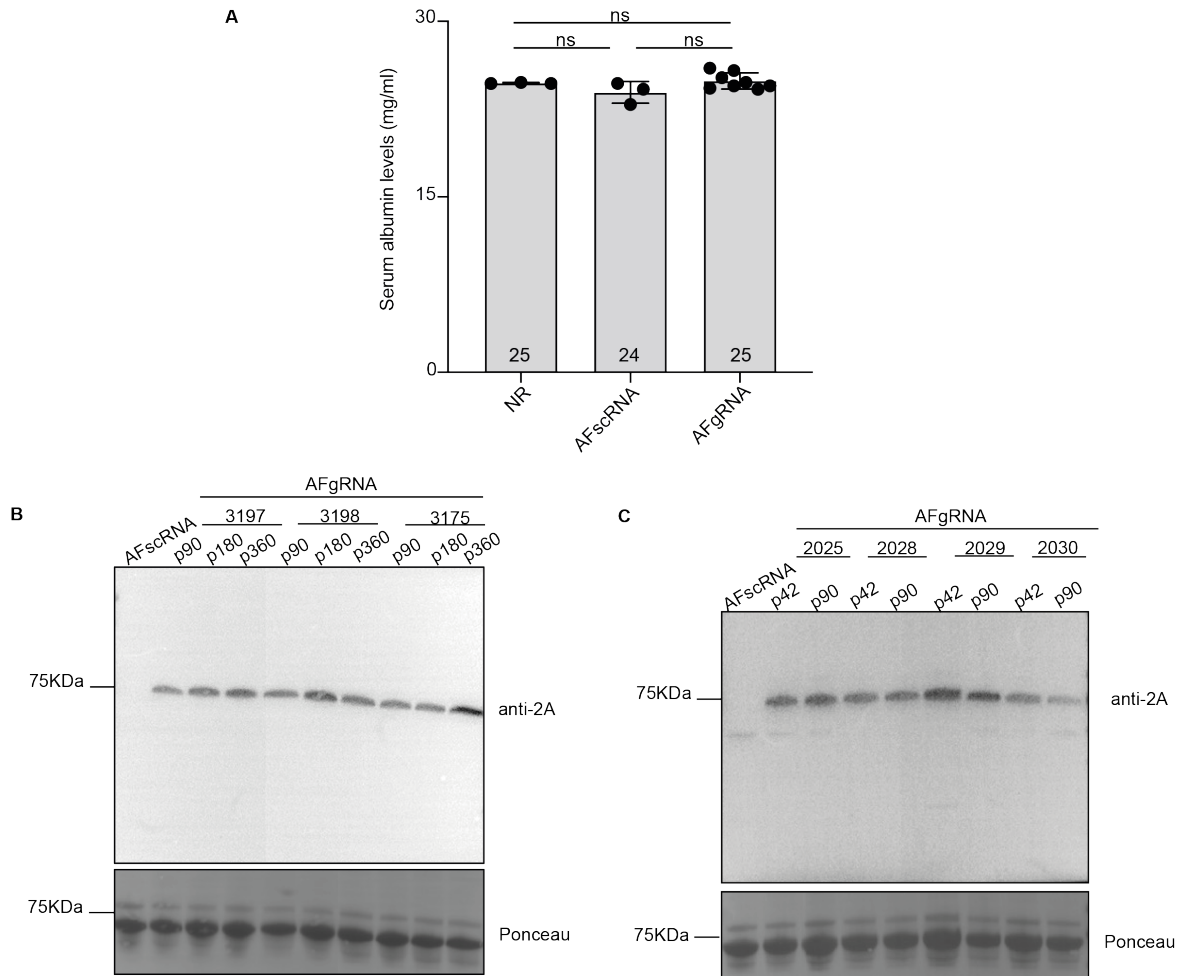 A
30
ns
ns
ns
15
Serum albumin levels (mg/ml)
25
24
25
0
NR
AFscRNA
AFgRNA
B
AFgRNA
3197
3198
3175
AFscRNA
p90
p180
p360
p90
p180
p360
p90
p180
p360
75KDa
anti-2A
75KDa
Ponceau
C
AFgRNA
2025
2028
2029
2030
AFscRNA
p42
p90
p42
p90
p42
p90
p42
p90
75KDa
anti-2A
75KDa
Ponceau